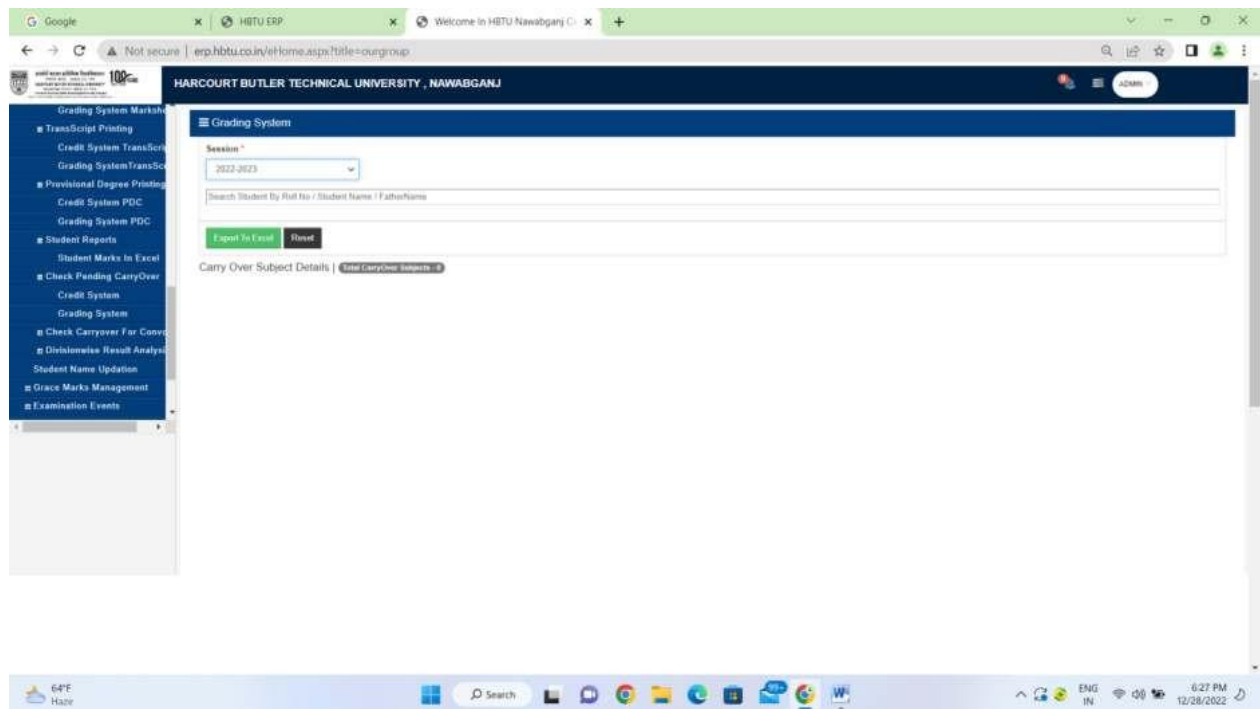 Google
HBTU ERP
Welcome In HBTU Nawabganj C
Not secure | erp.hbtu.co.in/eHome.aspx?title=ourgroup
HARCOURT BUTLER TECHNICAL UNIVERSITY , NAWABGANJ
ADMIN
Grading System Markshe
TransScript Printing
Credit System TransScrip
Grading SystemTransSc
Provisional Degree Printing
Credit System PDC
Grading System PDC
Student Reports
Student Marks In Excel
Check Pending CarryOver
Credit System
Grading System
Check Carryover For Convo
Divisionwise Result Analysi
Student Name Updation
Grace Marks Management
Examination Events
Grading System
Session *
2022-2023
Search Student By Roll No / Student Name / FatherName
Export To Excel
Reset
Carry Over Subject Details | Total CarryOver Subjects - 0
64°F
Haze
Search
99+
ENG
IN
6:27 PM
12/28/2022